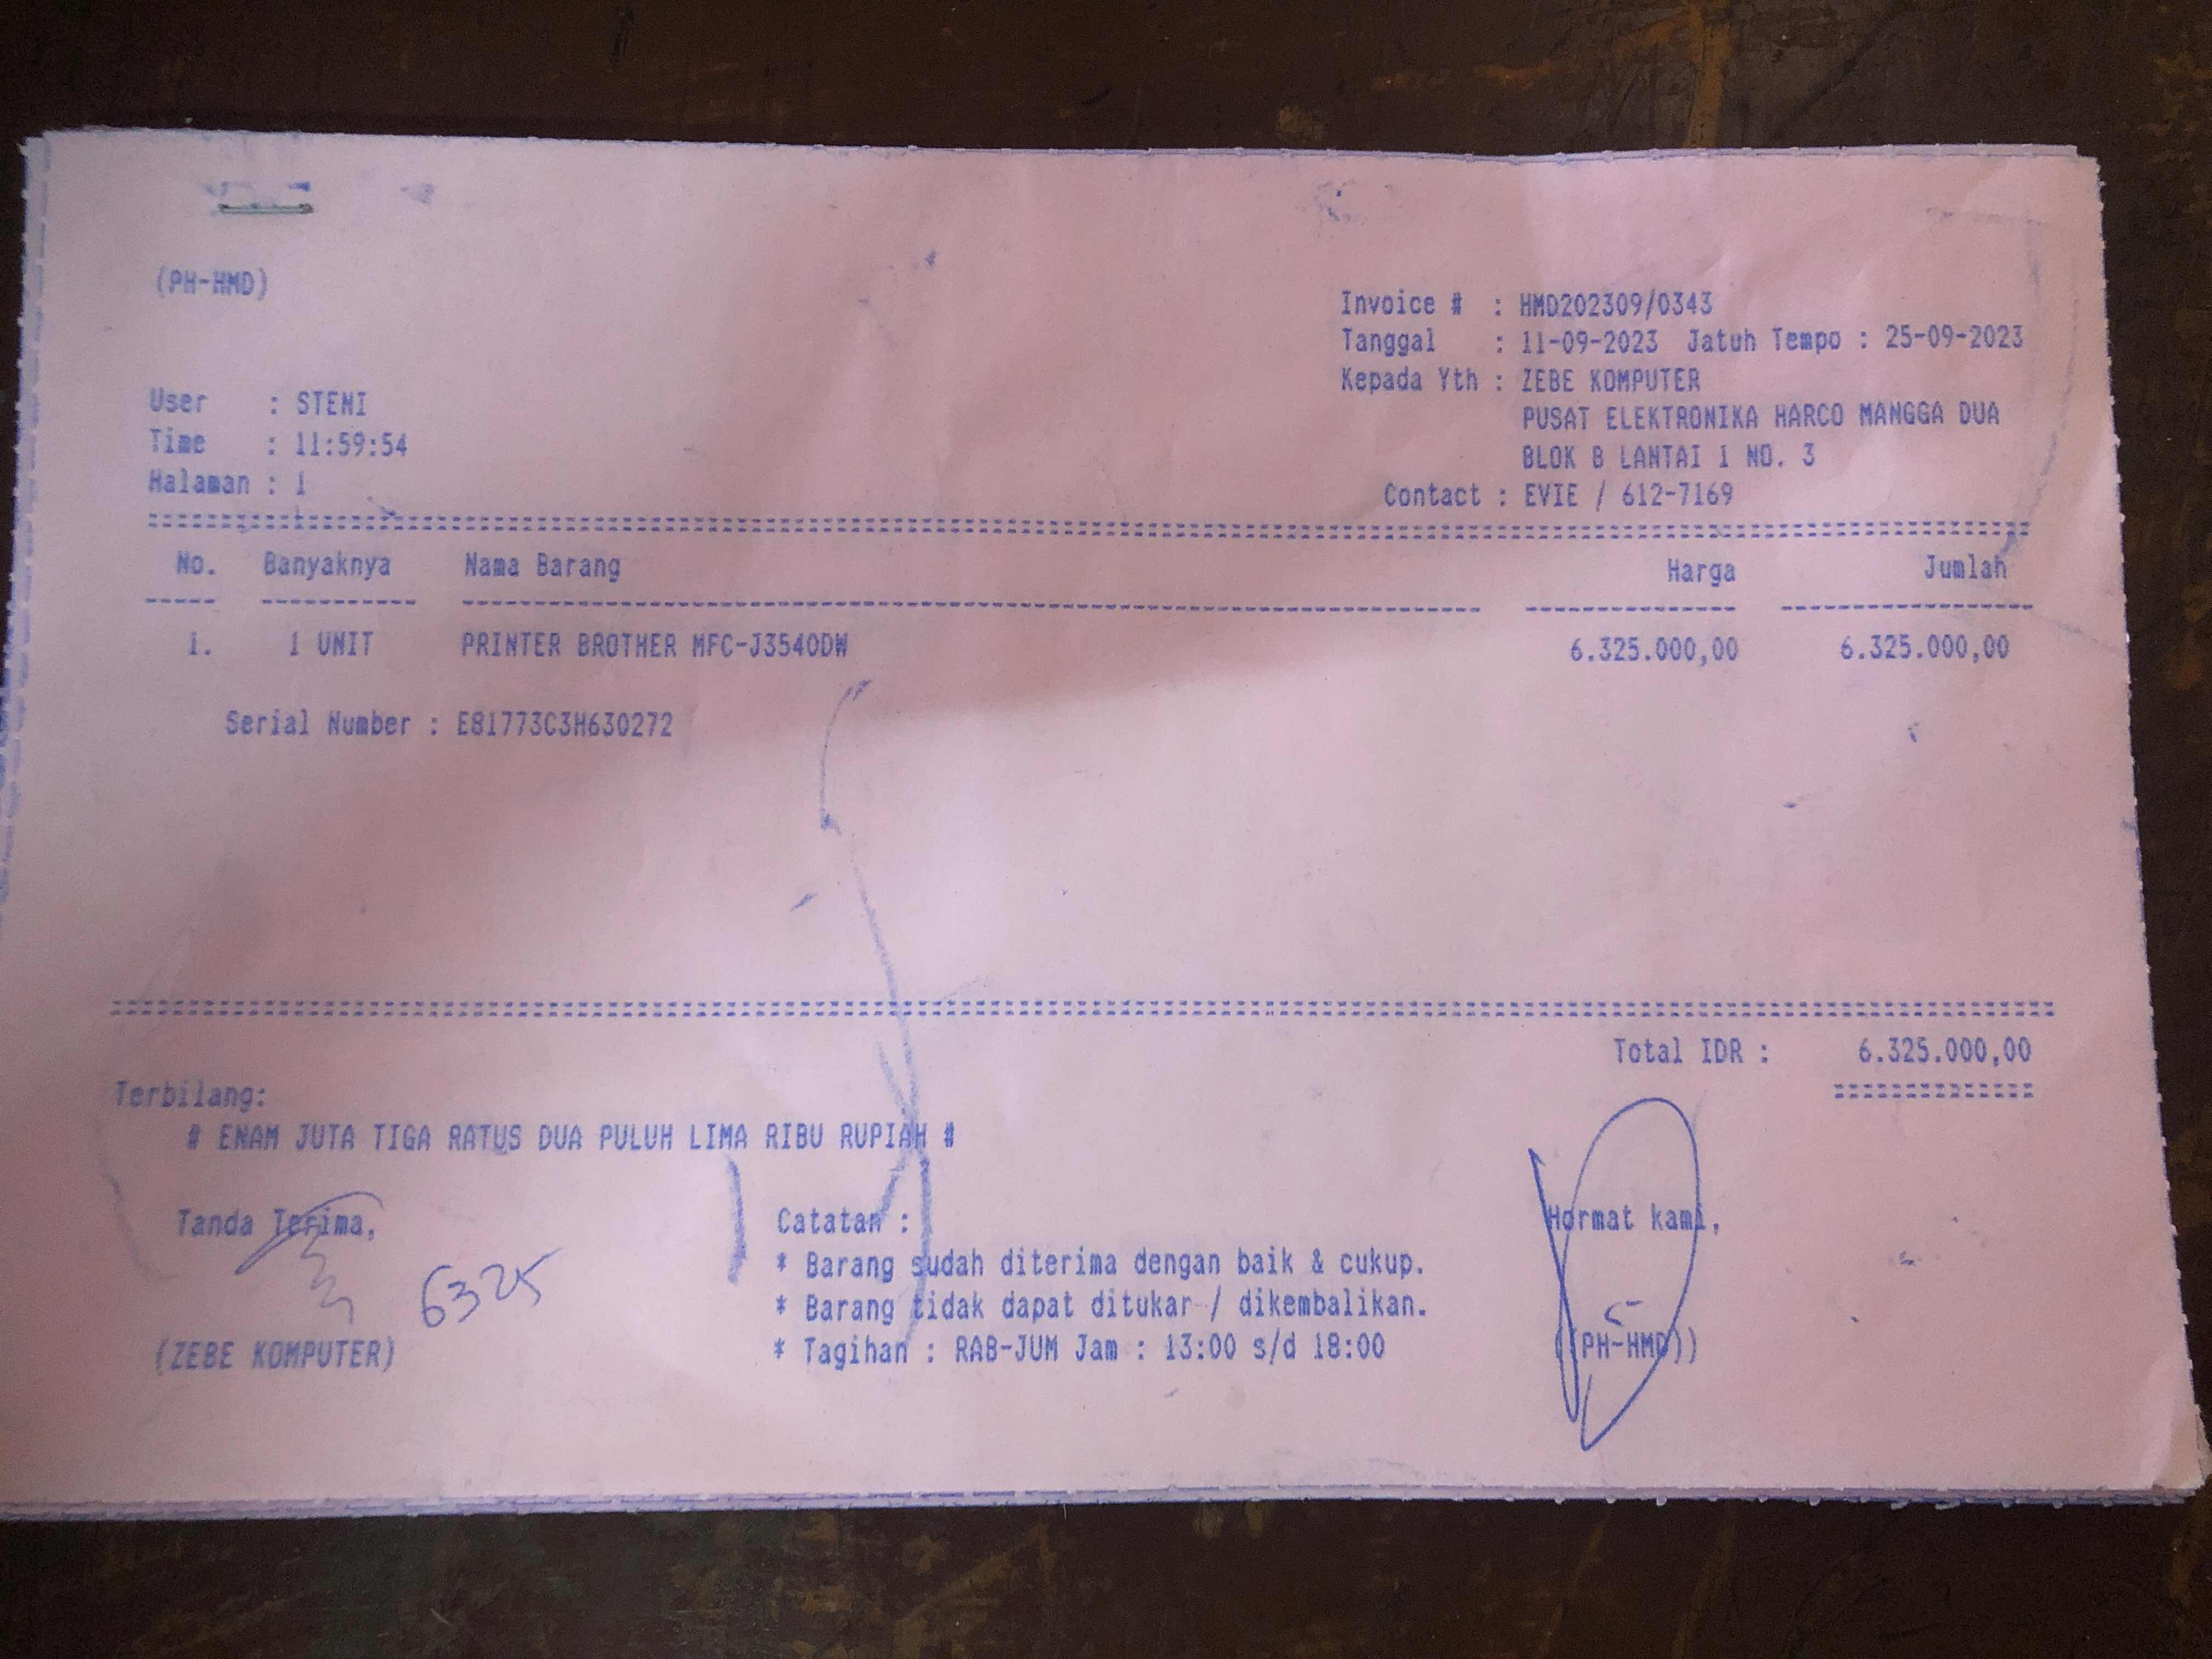 (PH-HMD)
Invoice # : HMD202309/0343
Tanggal : 11-09-2023 Jatuh Tempo : 25-09-2023
Kepada Yth : ZEBE KOMPUTER
PUSAT ELEKTRONIKA HARCO MANGGA DUA
BLOK B LANTAI 1 NO. 3
Contact : EVIE / 612-7169
User : STEMI
Time : 11:59:54
Halaman : 1
No. Banyaknya Nama Barang Harga Jumlah
1. 1 UNIT PRINTER BROTHER MFC-J3540DW 6.325.000,00 6.325.000,00
Serial Number : E81773C3H630272
Total IDR : 6.325.000,00
Terbilang:
# ENAM JUTA TIGA RATUS DUA PULUH LIMA RIBU RUPIAH #
Tanda Terima,
6325
(ZEBE KOMPUTER)
Catatan :
* Barang sudah diterima dengan baik & cukup.
* Barang tidak dapat ditukar / dikembalikan.
* Tagihan : RAB-JUM Jam : 13:00 s/d 18:00
Hormat kami,
((PH-HMD))